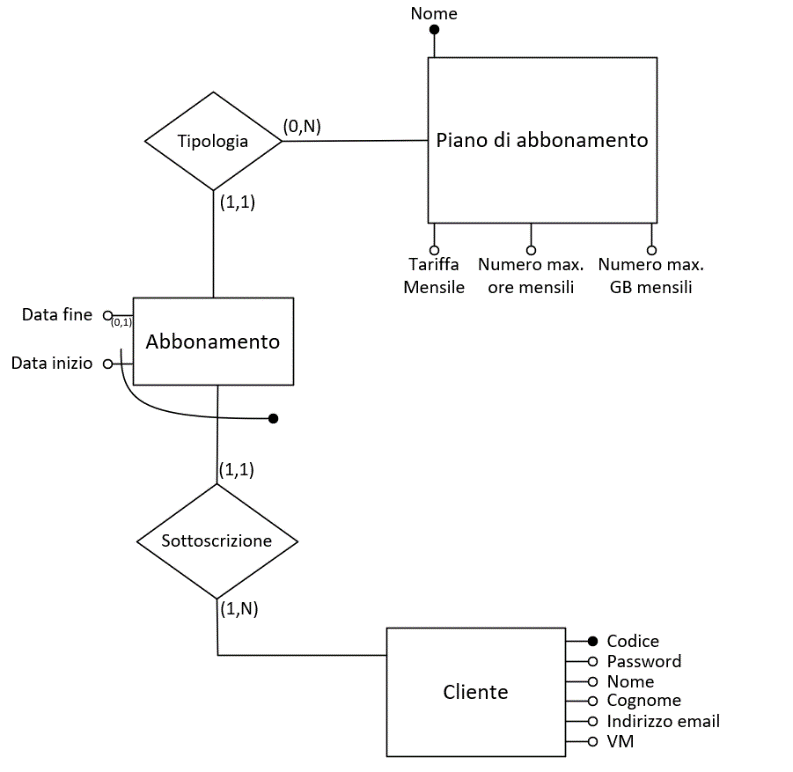 Nome
(0,N)
Tipologia
Piano di abbonamento
(1,1)
Tariffa
Mensile
Numero max.
ore mensili
Numero max.
GB mensili
Data fine
(0,1)
Abbonamento
Data inizio
(1,1)
Sottoscrizione
(1,N)
Cliente
Codice
Password
Nome
Cognome
Indirizzo email
VM